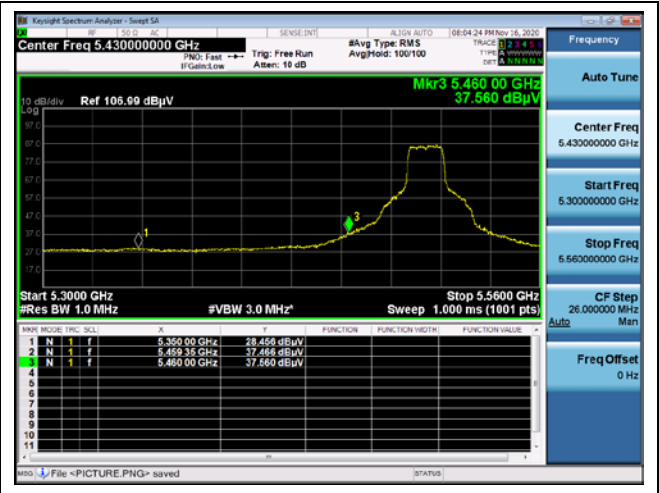 Keysight Spectrum Analyzer - Swept SA
RF 50 Ω AC SENSE:INT ALIGN AUTO 08:04:24 PM Nov 16, 2020
Center Freq 5.430000000 GHz
PNO: Fast
IFGain:Low
Trig: Free Run
Atten: 10 dB
#Avg Type: RMS
Avg|Hold: 100/100
TRACE 1 2 3 4 5 6
TYPE A
DET A N N N N N
Mkr3 5.460 00 GHz
37.560 dBµV
10 dB/div Ref 106.99 dBµV
Log
97.0
87.0
77.0
67.0
57.0
47.0
37.0
27.0
17.0
1
3
Start 5.3000 GHz Stop 5.5600 GHz
#Res BW 1.0 MHz #VBW 3.0 MHz* Sweep 1.000 ms (1001 pts)
MKR MODE TRC SCL X Y FUNCTION FUNCTION WIDTH FUNCTION VALUE
1 N 1 f 5.350 00 GHz 28.456 dBµV
2 N 1 f 5.459 35 GHz 37.466 dBµV
3 N 1 f 5.460 00 GHz 37.560 dBµV
4
5
6
7
8
9
10
11
MSG File <PICTURE.PNG> saved STATUS
Frequency
Auto Tune
Center Freq
5.430000000 GHz
Start Freq
5.300000000 GHz
Stop Freq
5.560000000 GHz
CF Step
26.000000 MHz
Auto Man
Freq Offset
0 Hz